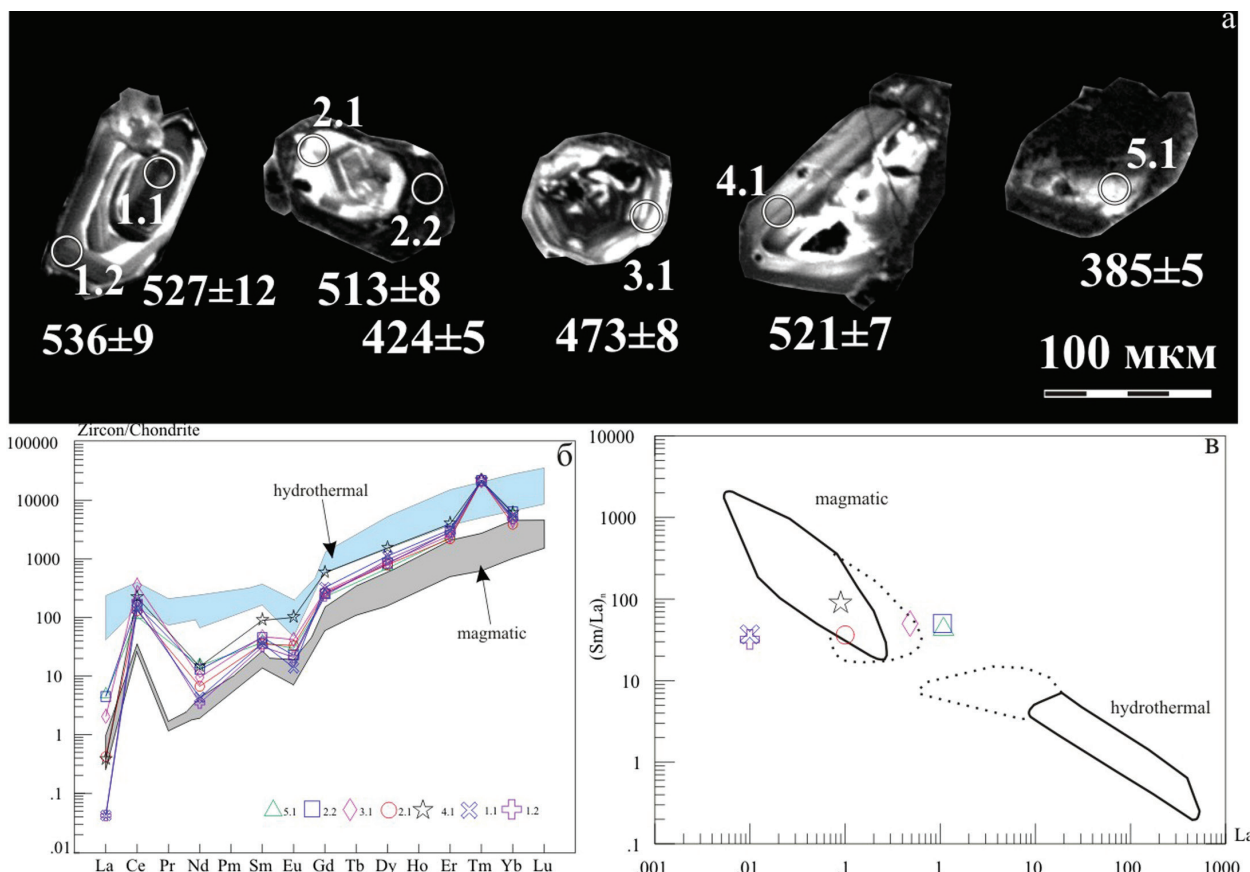 а
2.1
5.1
4.1
1.1
2.2
1.2
3.1
527±12
513±8
385±5
536±9
424±5
473±8
521±7
100 мкм
Zircon/Chondrite
100000
10000
1000
100
10
1
.1
.01
б
hydrothermal
magmatic
5.1 2.2 3.1 2.1 4.1 1.1 1.2
La Ce Pr Nd Pm Sm Eu Gd Tb Dy Ho Er Tm Yb Lu
в
10000
1000
100
10
1
.1
(Sm/La)n
magmatic
hydrothermal
La
001 .01 .1 1 10 100 1000